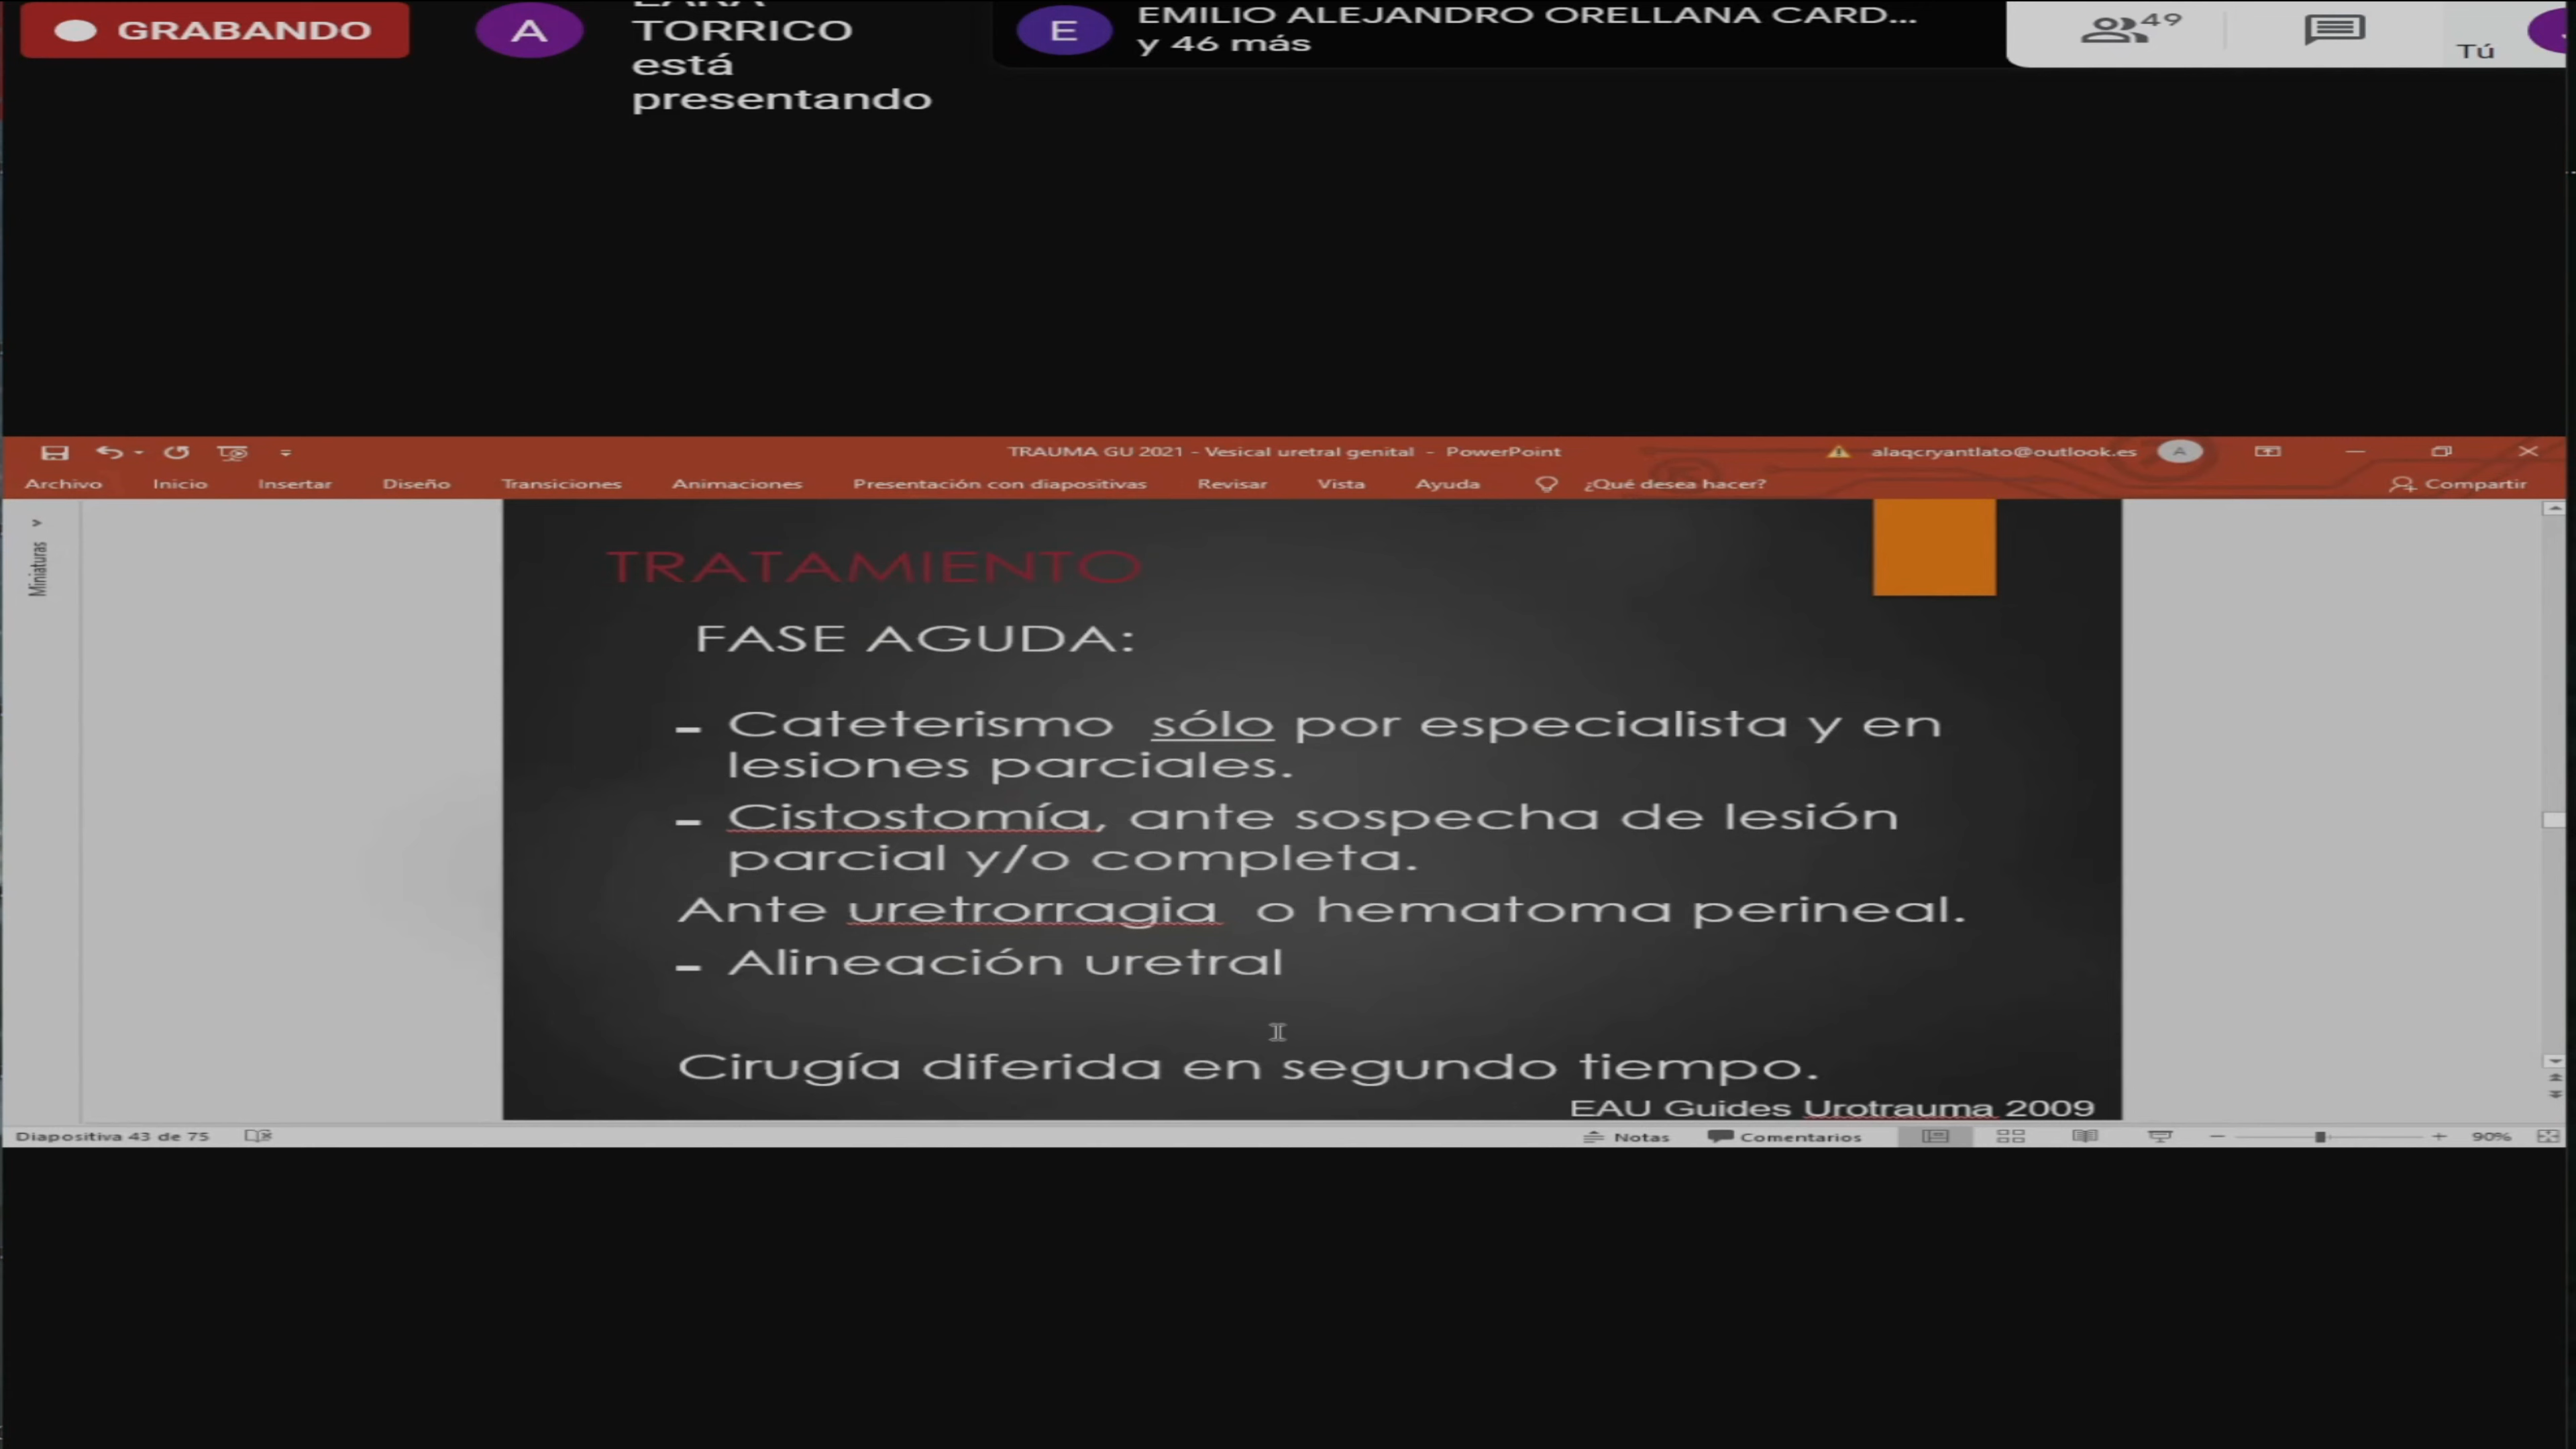 GRABANDO
A
TORRICO
está
presentando
E
EMILIO ALEJANDRO ORELLANA CARD...
y 46 más
49
Tú
TRAUMA GU 2021 - Vesical uretral genital - PowerPoint
alaqcryantlato@outlook.es
A
Archivo Inicio Insertar Diseño Transiciones Animaciones Presentación con diapositivas Revisar Vista Ayuda ¿Qué desea hacer? Compartir
Miniaturas
TRATAMIENTO
FASE AGUDA:
- Cateterismo sólo por especialista y en
lesiones parciales.
- Cistostomía, ante sospecha de lesión
parcial y/o completa.
Ante uretrorragia o hematoma perineal.
- Alineación uretral
Cirugía diferida en segundo tiempo.
EAU Guides Urotrauma 2009
Diapositiva 43 de 75
Notas Comentarios 90%